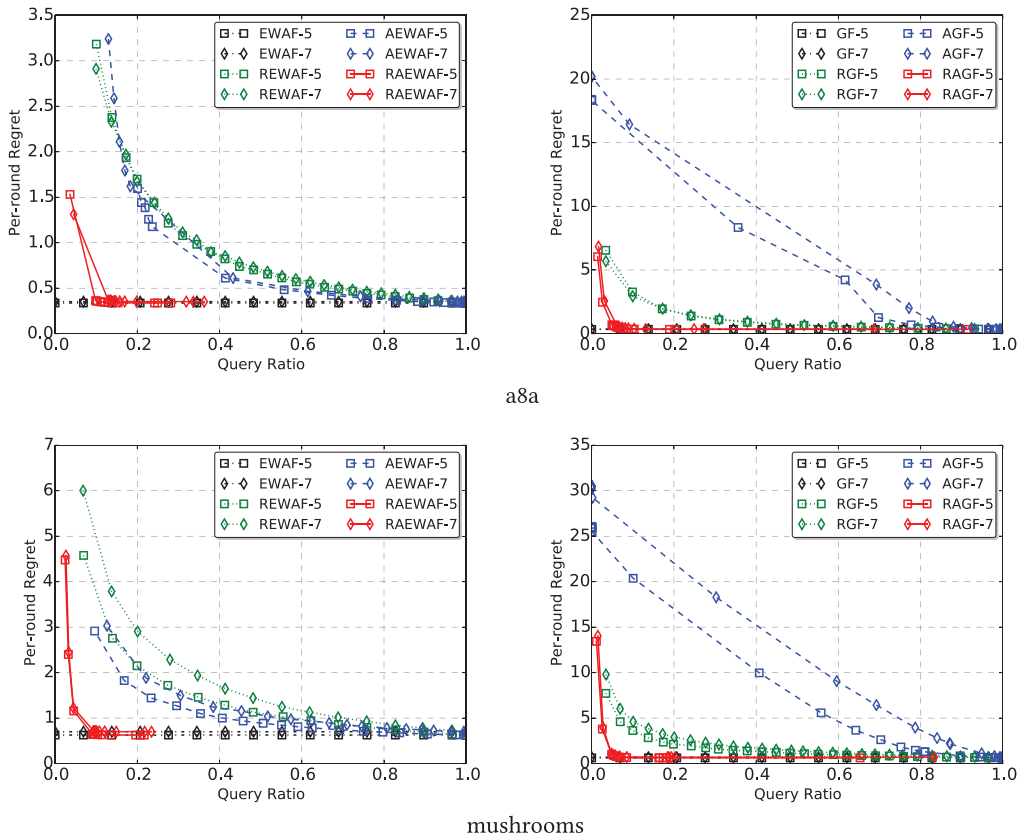 3.5
3.0
2.5
2.0
1.5
1.0
0.5
0.0
Per-round Regret
EWAF-5
EWAF-7
REWAF-5
REWAF-7
AEWAF-5
AEWAF-7
RAEWAF-5
RAEWAF-7
0.0 0.2 0.4 0.6 0.8 1.0
Query Ratio
25
20
15
10
5
0
Per-round Regret
GF-5
GF-7
RGF-5
RGF-7
AGF-5
AGF-7
RAGF-5
RAGF-7
0.0 0.2 0.4 0.6 0.8 1.0
Query Ratio
a8a
7
6
5
4
3
2
1
0
Per-round Regret
EWAF-5
EWAF-7
REWAF-5
REWAF-7
AEWAF-5
AEWAF-7
RAEWAF-5
RAEWAF-7
0.0 0.2 0.4 0.6 0.8 1.0
Query Ratio
35
30
25
20
15
10
5
0
Per-round Regret
GF-5
GF-7
RGF-5
RGF-7
AGF-5
AGF-7
RAGF-5
RAGF-7
0.0 0.2 0.4 0.6 0.8 1.0
Query Ratio
mushrooms